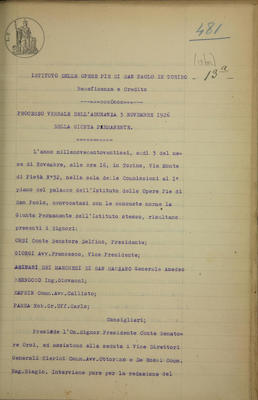 481
13ª
ISTITUTO DELLE OPERE PIE DI SAN PAOLO IN TORINO
Beneficenza e Credito
PROCESSO VERBALE DELL'ADUNANZA 3 NOVEMBRE 1926
DELLA GIUNTA PERMANENTE.
L'anno millenovecentoventisei, addì 3 del me-
se di Novembre, alle ore 16, in Torino, Via Monte
di Pietà N°32, nella sala delle Commissioni al 1°
piano del palazzo dell'Istituto delle Opere Pie di
San Paolo, convocatasi con le consuete norme la
Giunta Permanente dell'Istituto stesso, risultano
presenti i Signori:
ORSI Conte Senatore Delfino, Presidente;
GIORGI Avv. Francesco, Vice Presidente;
DEI MARCHESI DI SAN MARZANO Generale Amedeo
Ing. Giovanni;
Comm. Avv. Callisto;
Not. Gr. Uff. Carlo;
Consiglieri;
Presiede l'On. Signor Presidente Conte Senato-
re Orsi, ed assistono alla seduta i Vice Direttori
Generali Clerici Comm. Avv. Ottorino e De Rossi Comm.
Rag. Biagio. Interviene pure per la redazione del